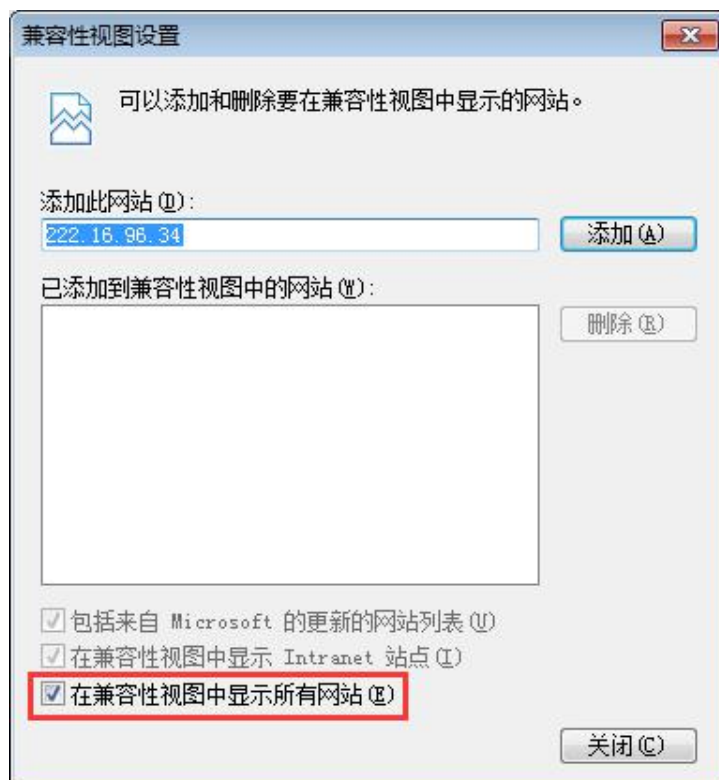 兼容性视图设置
可以添加和删除要在兼容性视图中显示的网站。
添加此网站(D):
222.16.96.34
添加(A)
已添加到兼容性视图中的网站(W):
删除(R)
包括来自 Microsoft 的更新的网站列表(U)
在兼容性视图中显示 Intranet 站点(I)
在兼容性视图中显示所有网站(E)
关闭(C)